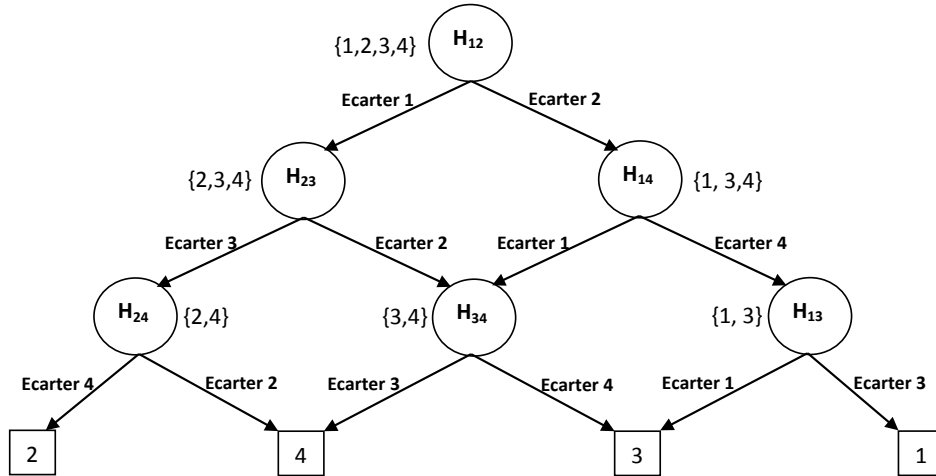 {1,2,3,4} H₁₂
Ecarter 1 Ecarter 2
{2,3,4} H₂₃ H₁₄ {1, 3,4}
Ecarter 3 Ecarter 2 Ecarter 1 Ecarter 4
H₂₄ {2,4} {3,4} H₃₄ {1, 3} H₁₃
Ecarter 4 Ecarter 2 Ecarter 3 Ecarter 4 Ecarter 1 Ecarter 3
2 4 3 1